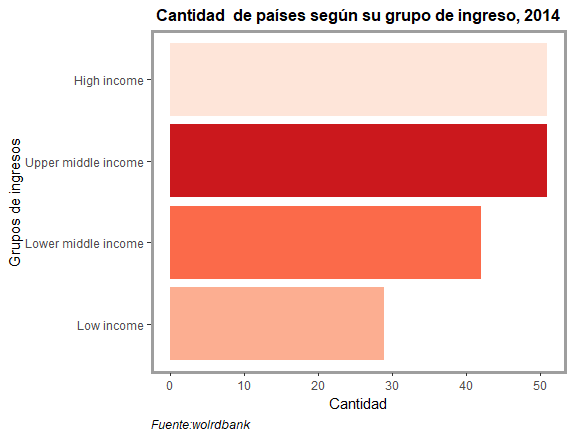 Cantidad  de países según su grupo de ingreso, 2014
High income
Upper middle income
Lower middle income
Low income
Grupos de ingresos
0 10 20 30 40 50
Cantidad
Fuente:wolrdbank